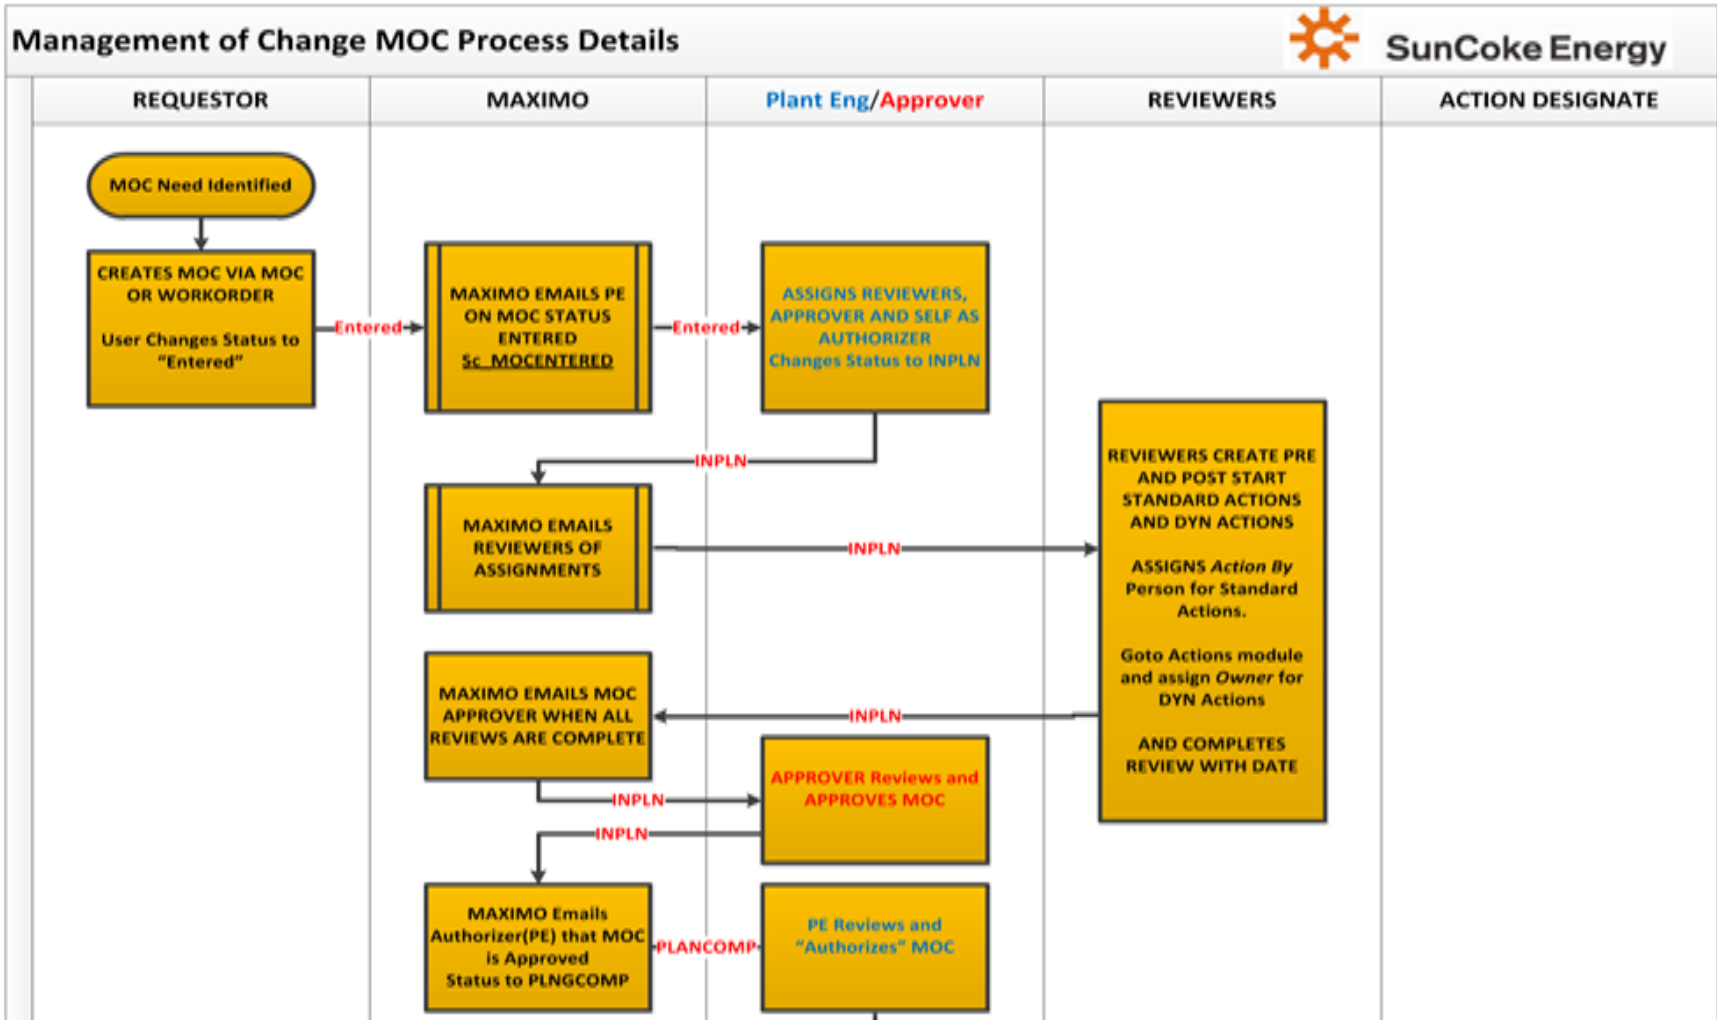 Management of Change MOC Process Details
SunCoke Energy
REQUESTOR
MAXIMO
Plant Eng/Approver
REVIEWERS
ACTION DESIGNATE
MOC Need Identified
CREATES MOC VIA MOC
OR WORKORDER
User Changes Status to
“Entered”
Entered
MAXIMO EMAILS PE
ON MOC STATUS
ENTERED
Sc_MOCENTERED
Entered
ASSIGNS REVIEWERS,
APPROVER AND SELF AS
AUTHORIZER
Changes Status to INPLN
INPLN
MAXIMO EMAILS
REVIEWERS OF
ASSIGNMENTS
INPLN
REVIEWERS CREATE PRE
AND POST START
STANDARD ACTIONS
AND DYN ACTIONS
ASSIGNS Action By
Person for Standard
Actions.
Goto Actions module
and assign Owner for
DYN Actions
AND COMPLETES
REVIEW WITH DATE
INPLN
MAXIMO EMAILS MOC
APPROVER WHEN ALL
REVIEWS ARE COMPLETE
INPLN
APPROVER Reviews and
APPROVES MOC
INPLN
MAXIMO Emails
Authorizer(PE) that MOC
is Approved
Status to PLNGCOMP
PLANCOMP
PE Reviews and
“Authorizes” MOC